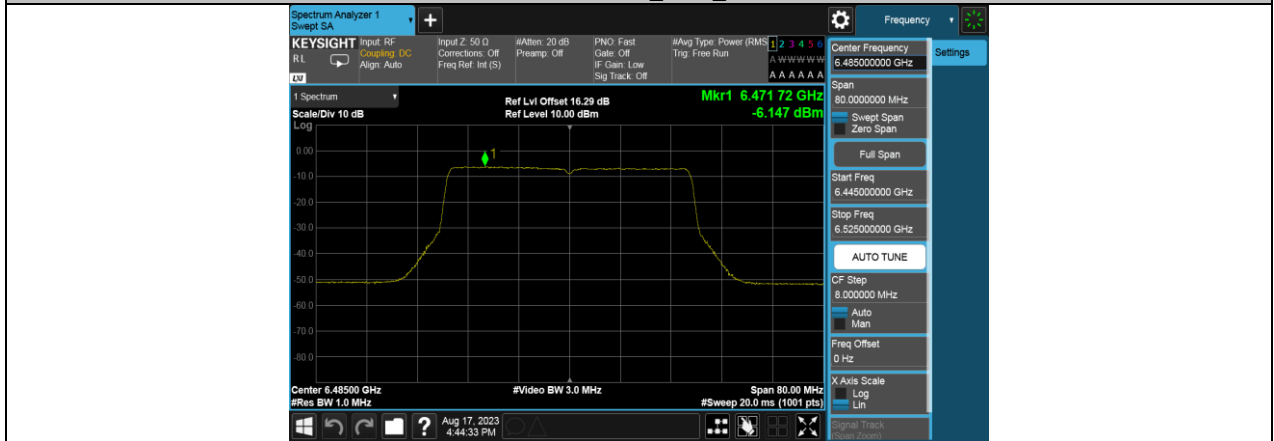 Spectrum Analyzer 1
Swept SA
Frequency
KEYSIGHT
RL
LXI
Input: RF
Coupling: DC
Align: Auto
Input Z: 50 Ω
Corrections: Off
Freq Ref: Int (S)
#Atten: 20 dB
Preamp: Off
PNO: Fast
Gate: Off
IF Gain: Low
Sig Track: Off
#Avg Type: Power (RMS
Trig: Free Run
1 2 3 4 5 6
A W W W W W
A A A A A A
1 Spectrum
Scale/Div 10 dB
Log
Ref Lvl Offset 16.29 dB
Ref Level 10.00 dBm
Mkr1 6.471 72 GHz
-6.147 dBm
1
0.00
-10.0
-20.0
-30.0
-40.0
-50.0
-60.0
-70.0
-80.0
Center 6.48500 GHz
#Res BW 1.0 MHz
#Video BW 3.0 MHz
Span 80.00 MHz
#Sweep 20.0 ms (1001 pts)
Center Frequency
6.485000000 GHz
Settings
Span
80.0000000 MHz
Swept Span
Zero Span
Full Span
Start Freq
6.445000000 GHz
Stop Freq
6.525000000 GHz
AUTO TUNE
CF Step
8.000000 MHz
Auto
Man
Freq Offset
0 Hz
X Axis Scale
Log
Lin
Signal Track
(Span Zoom)
?
Aug 17, 2023
4:44:33 PM